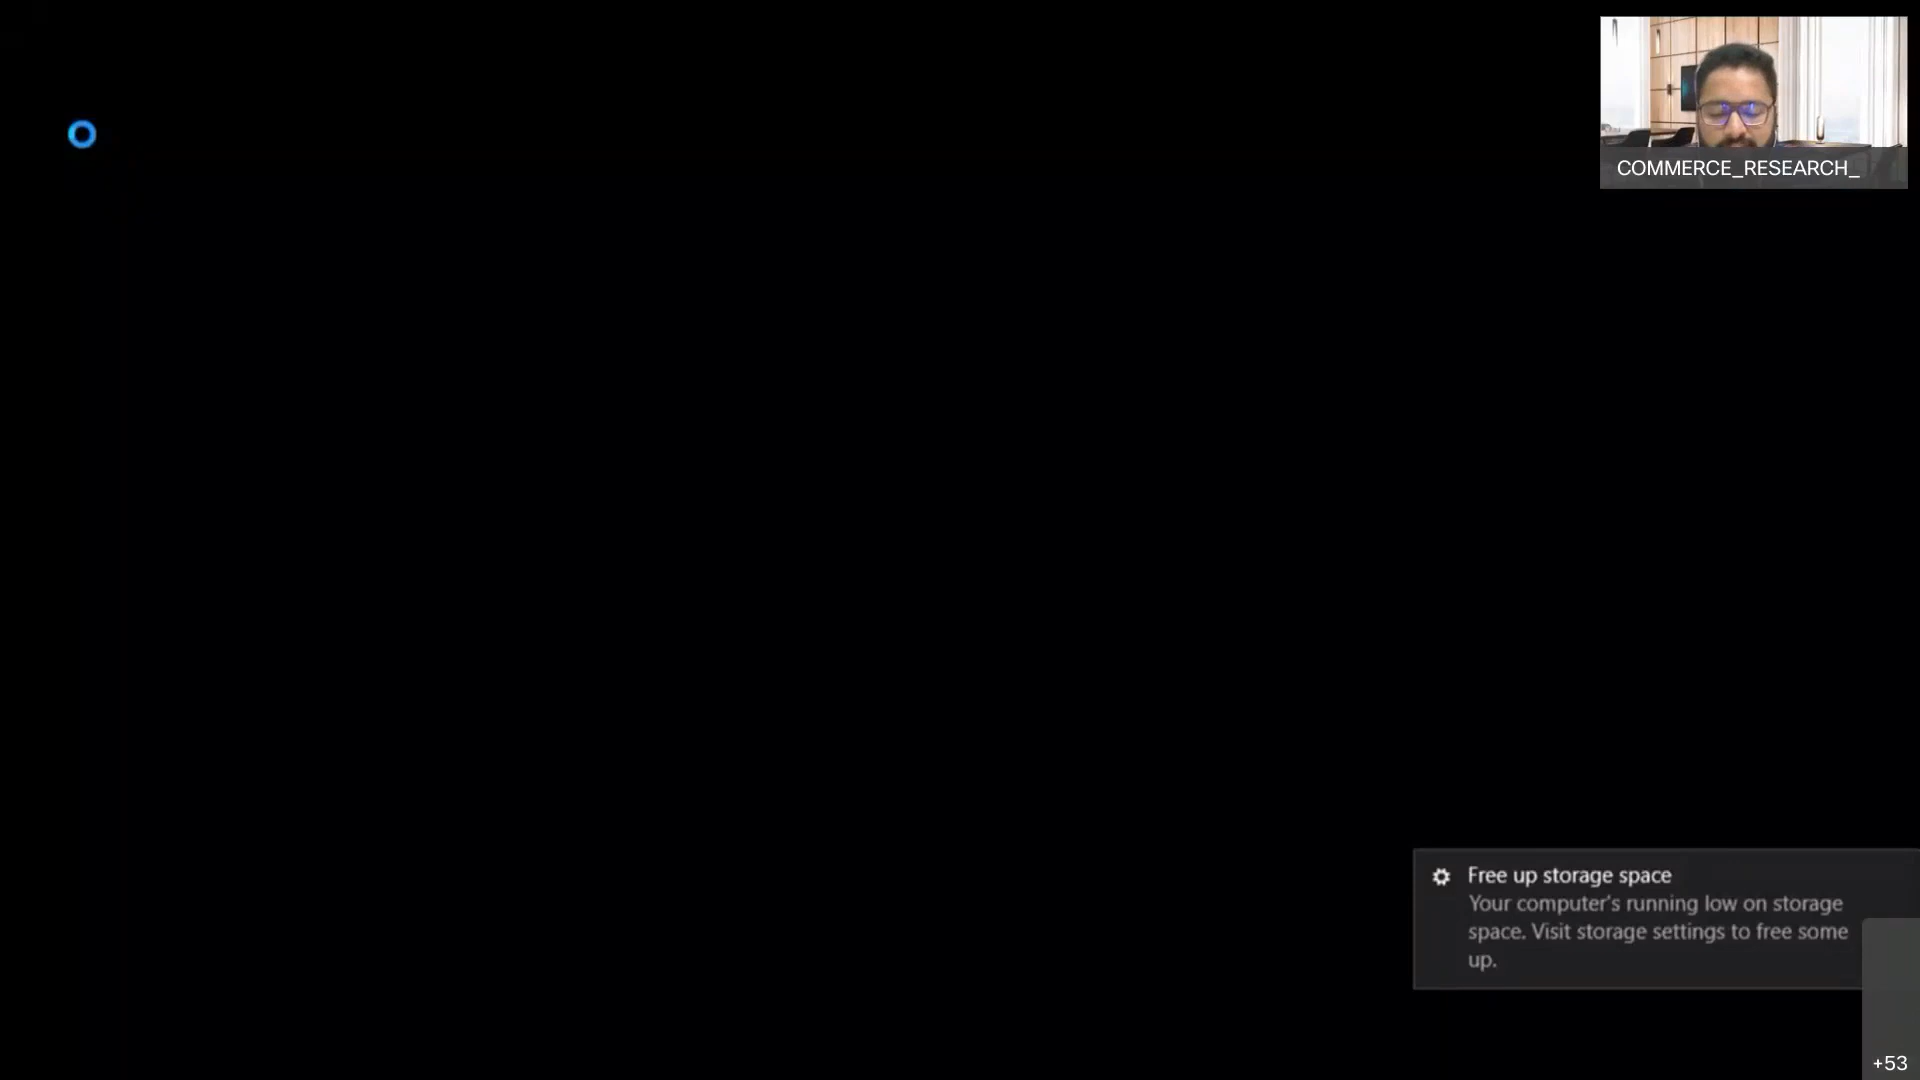 COMMERCE_RESEARCH_
Free up storage space
Your computer's running low on storage
space. Visit storage settings to free some
up.
+53